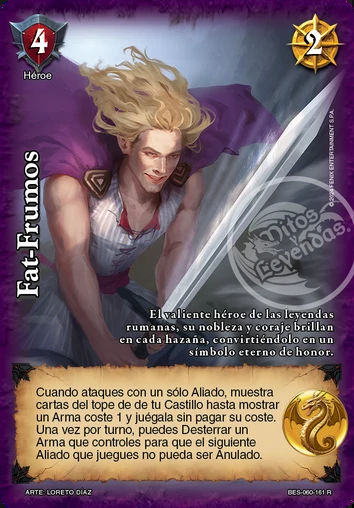 4
Héroe
2
Fat-Frumos
© 2023 FENIX ENTERTAINMENT S.P.A.
Mitos y Leyendas.
El valiente héroe de las leyendas
rumanas, su nobleza y coraje brillan
en cada hazaña, convirtiéndolo en un
símbolo eterno de honor.
Cuando ataques con un sólo Aliado, muestra
cartas del tope de de tu Castillo hasta mostrar
un Arma coste 1 y juégala sin pagar su coste.
Una vez por turno, puedes Desterrar un
Arma que controles para que el siguiente
Aliado que juegues no pueda ser Anulado.
ARTE: LORETO DÍAZ
BES-060-161 R